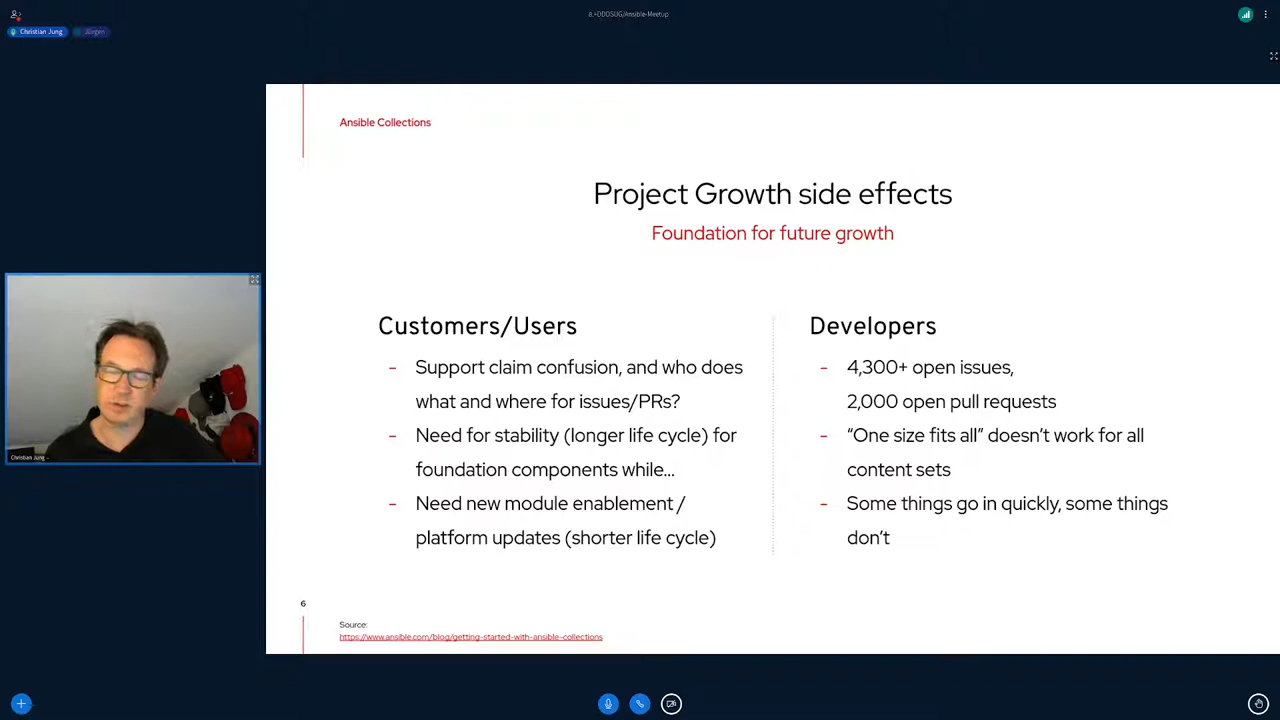 8.+DDOSUG/Ansible-Meetup
Christian Jung
Jürgen
Ansible Collections
Project Growth side effects
Foundation for future growth
Customers/Users
- Support claim confusion, and who does
what and where for issues/PRs?
- Need for stability (longer life cycle) for
foundation components while...
- Need new module enablement /
platform updates (shorter life cycle)
Developers
- 4,300+ open issues,
2,000 open pull requests
- “One size fits all” doesn’t work for all
content sets
- Some things go in quickly, some things
don’t
Christian Jung
6
Source:
https://www.ansible.com/blog/getting-started-with-ansible-collections